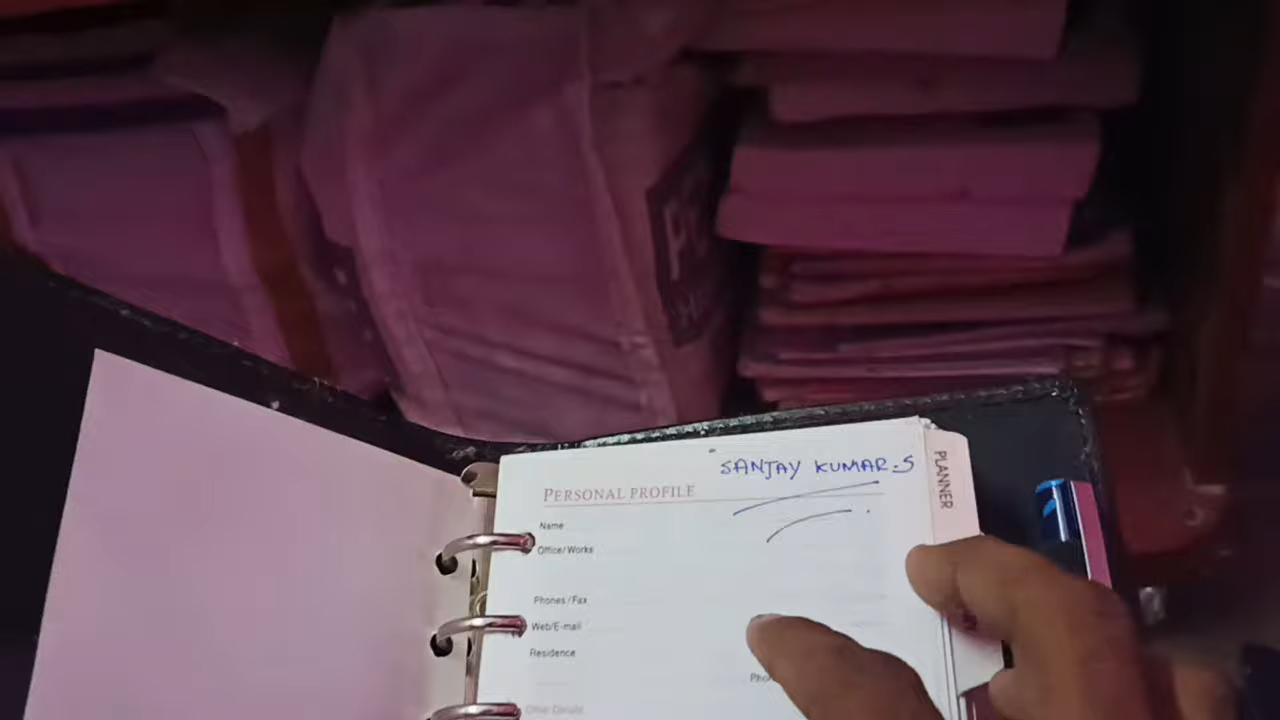 SANJAY KUMAR.S
PERSONAL PROFILE
Name
Office/Works
Phones/Fax
Web/E-mail
Residence
PLANNER